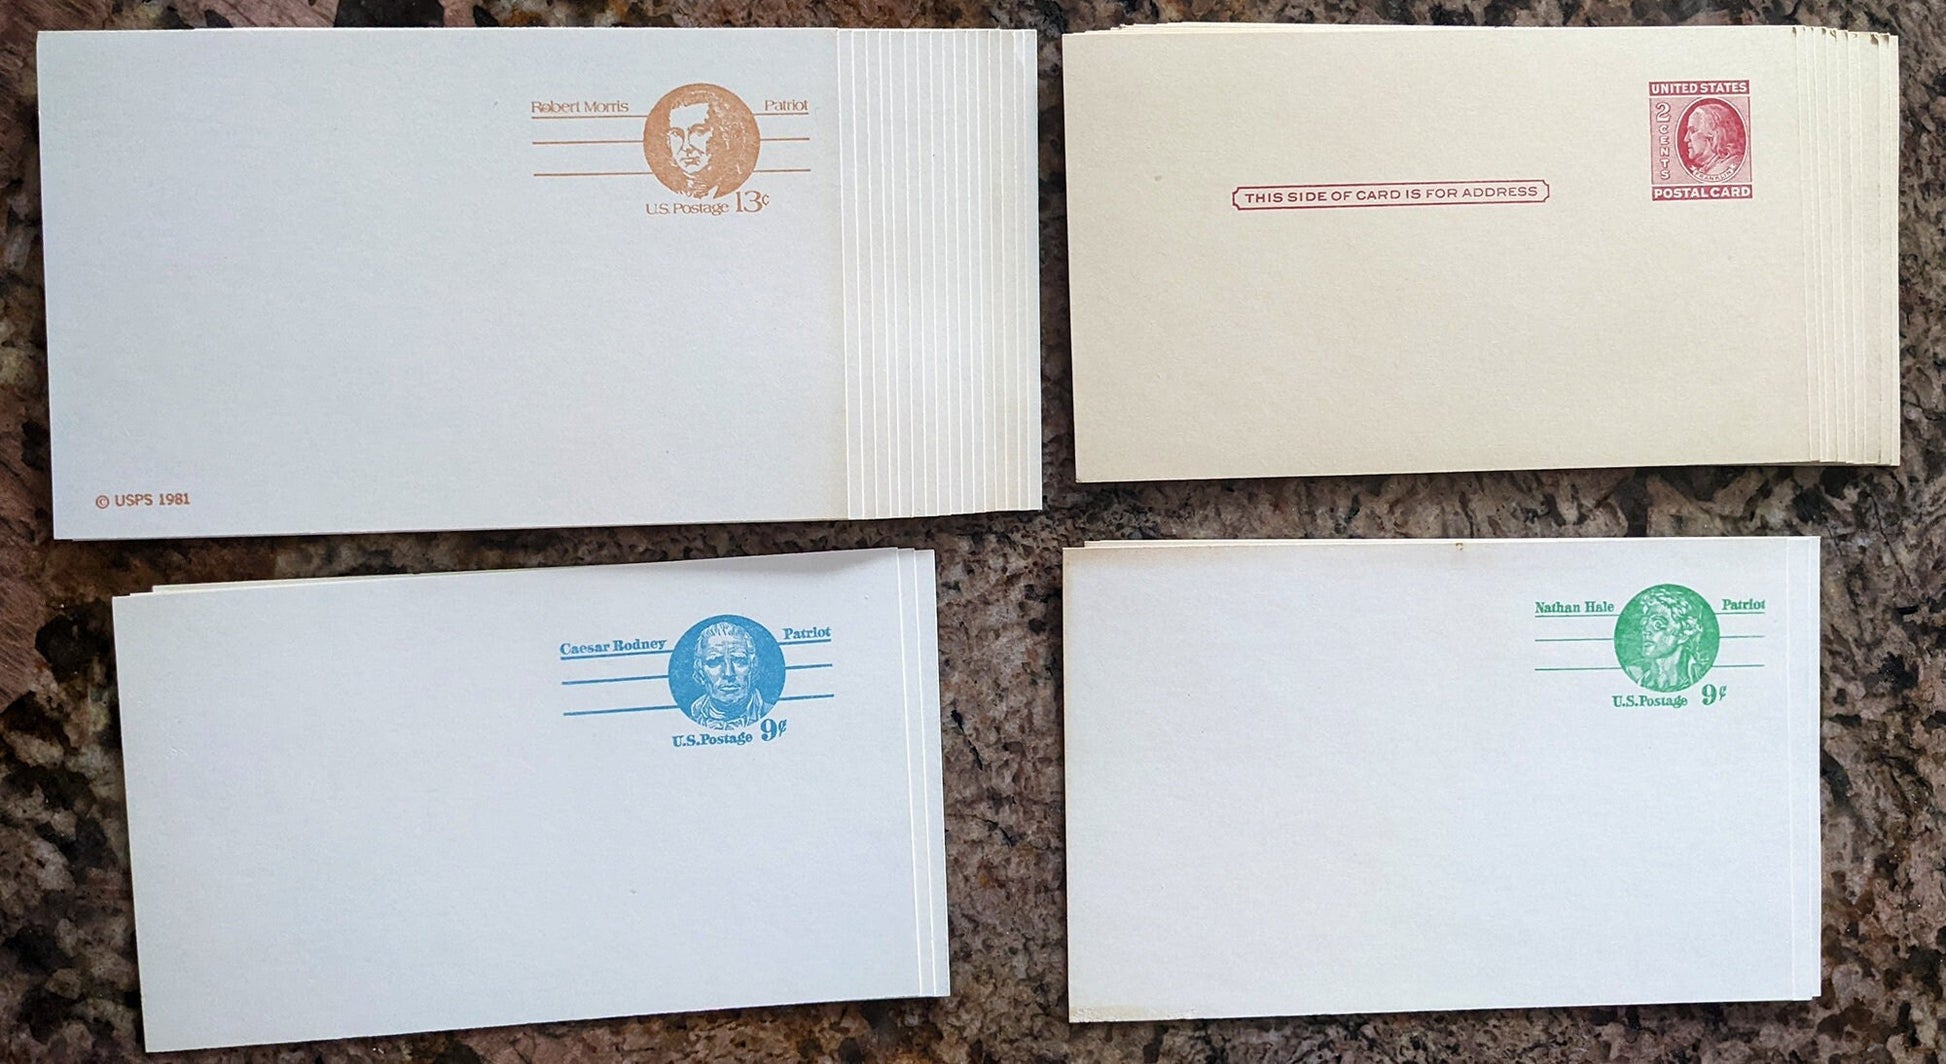 Robert Morris Patriot
U.S. Postage 13¢
© USPS 1981
UNITED STATES
2 CENTS
FRANKLIN
POSTAL CARD
THIS SIDE OF CARD IS FOR ADDRESS
Caesar Rodney Patriot
U.S. Postage 9¢
Nathan Hale Patriot
U.S. Postage 9¢